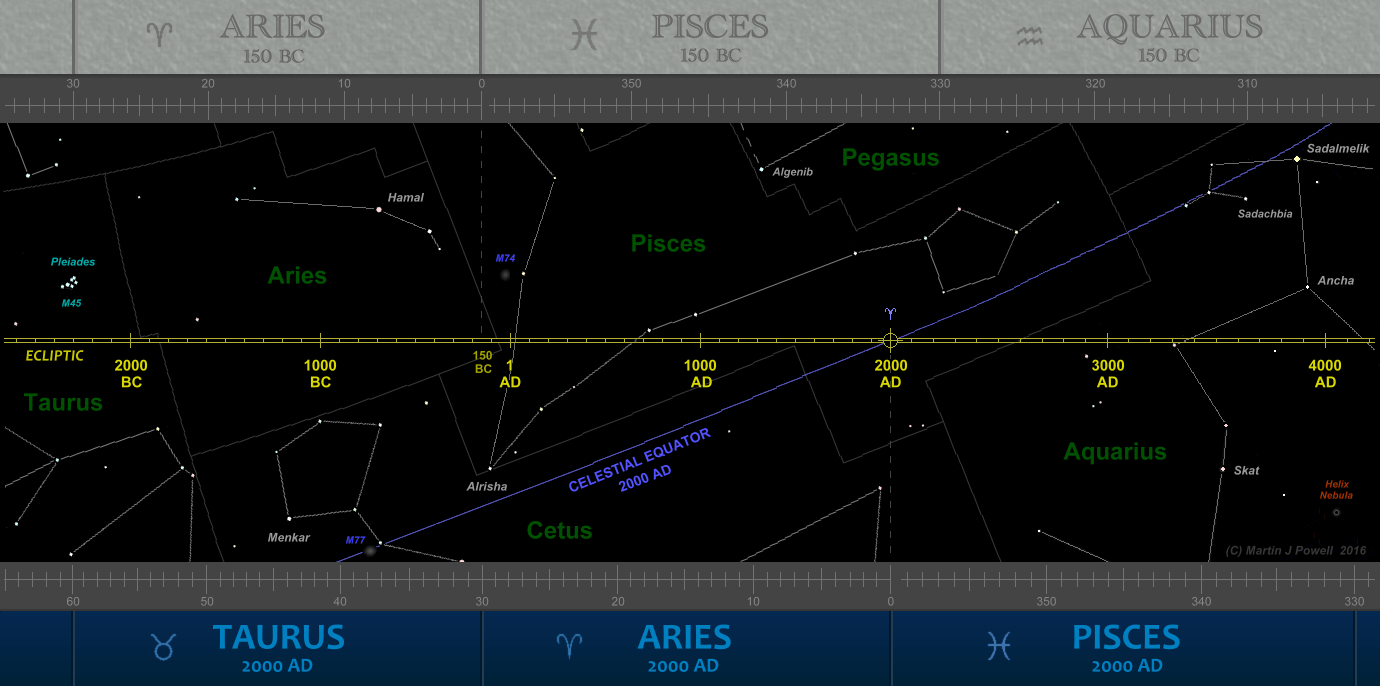 ♈ ARIES
150 BC
♓ PISCES
150 BC
♒ AQUARIUS
150 BC
30 20 10 0 350 340 330 320 310
Sadalmelik
Pegasus
Algenib
Hamal
Sadachbia
Pisces
M74
Pleiades
Aries
Ancha
M45
♈
ECLIPTIC
2000
BC
1000
BC
150
BC
1
AD
1000
AD
2000
AD
3000
AD
4000
AD
Taurus
CELESTIAL EQUATOR
2000 AD
Aquarius
Skat
Alrisha
Helix
Nebula
Cetus
Menkar
M77
(C) Martin J Powell 2016
60 50 40 30 20 10 0 350 340 330
♉ TAURUS
2000 AD
♈ ARIES
2000 AD
♓ PISCES
2000 AD